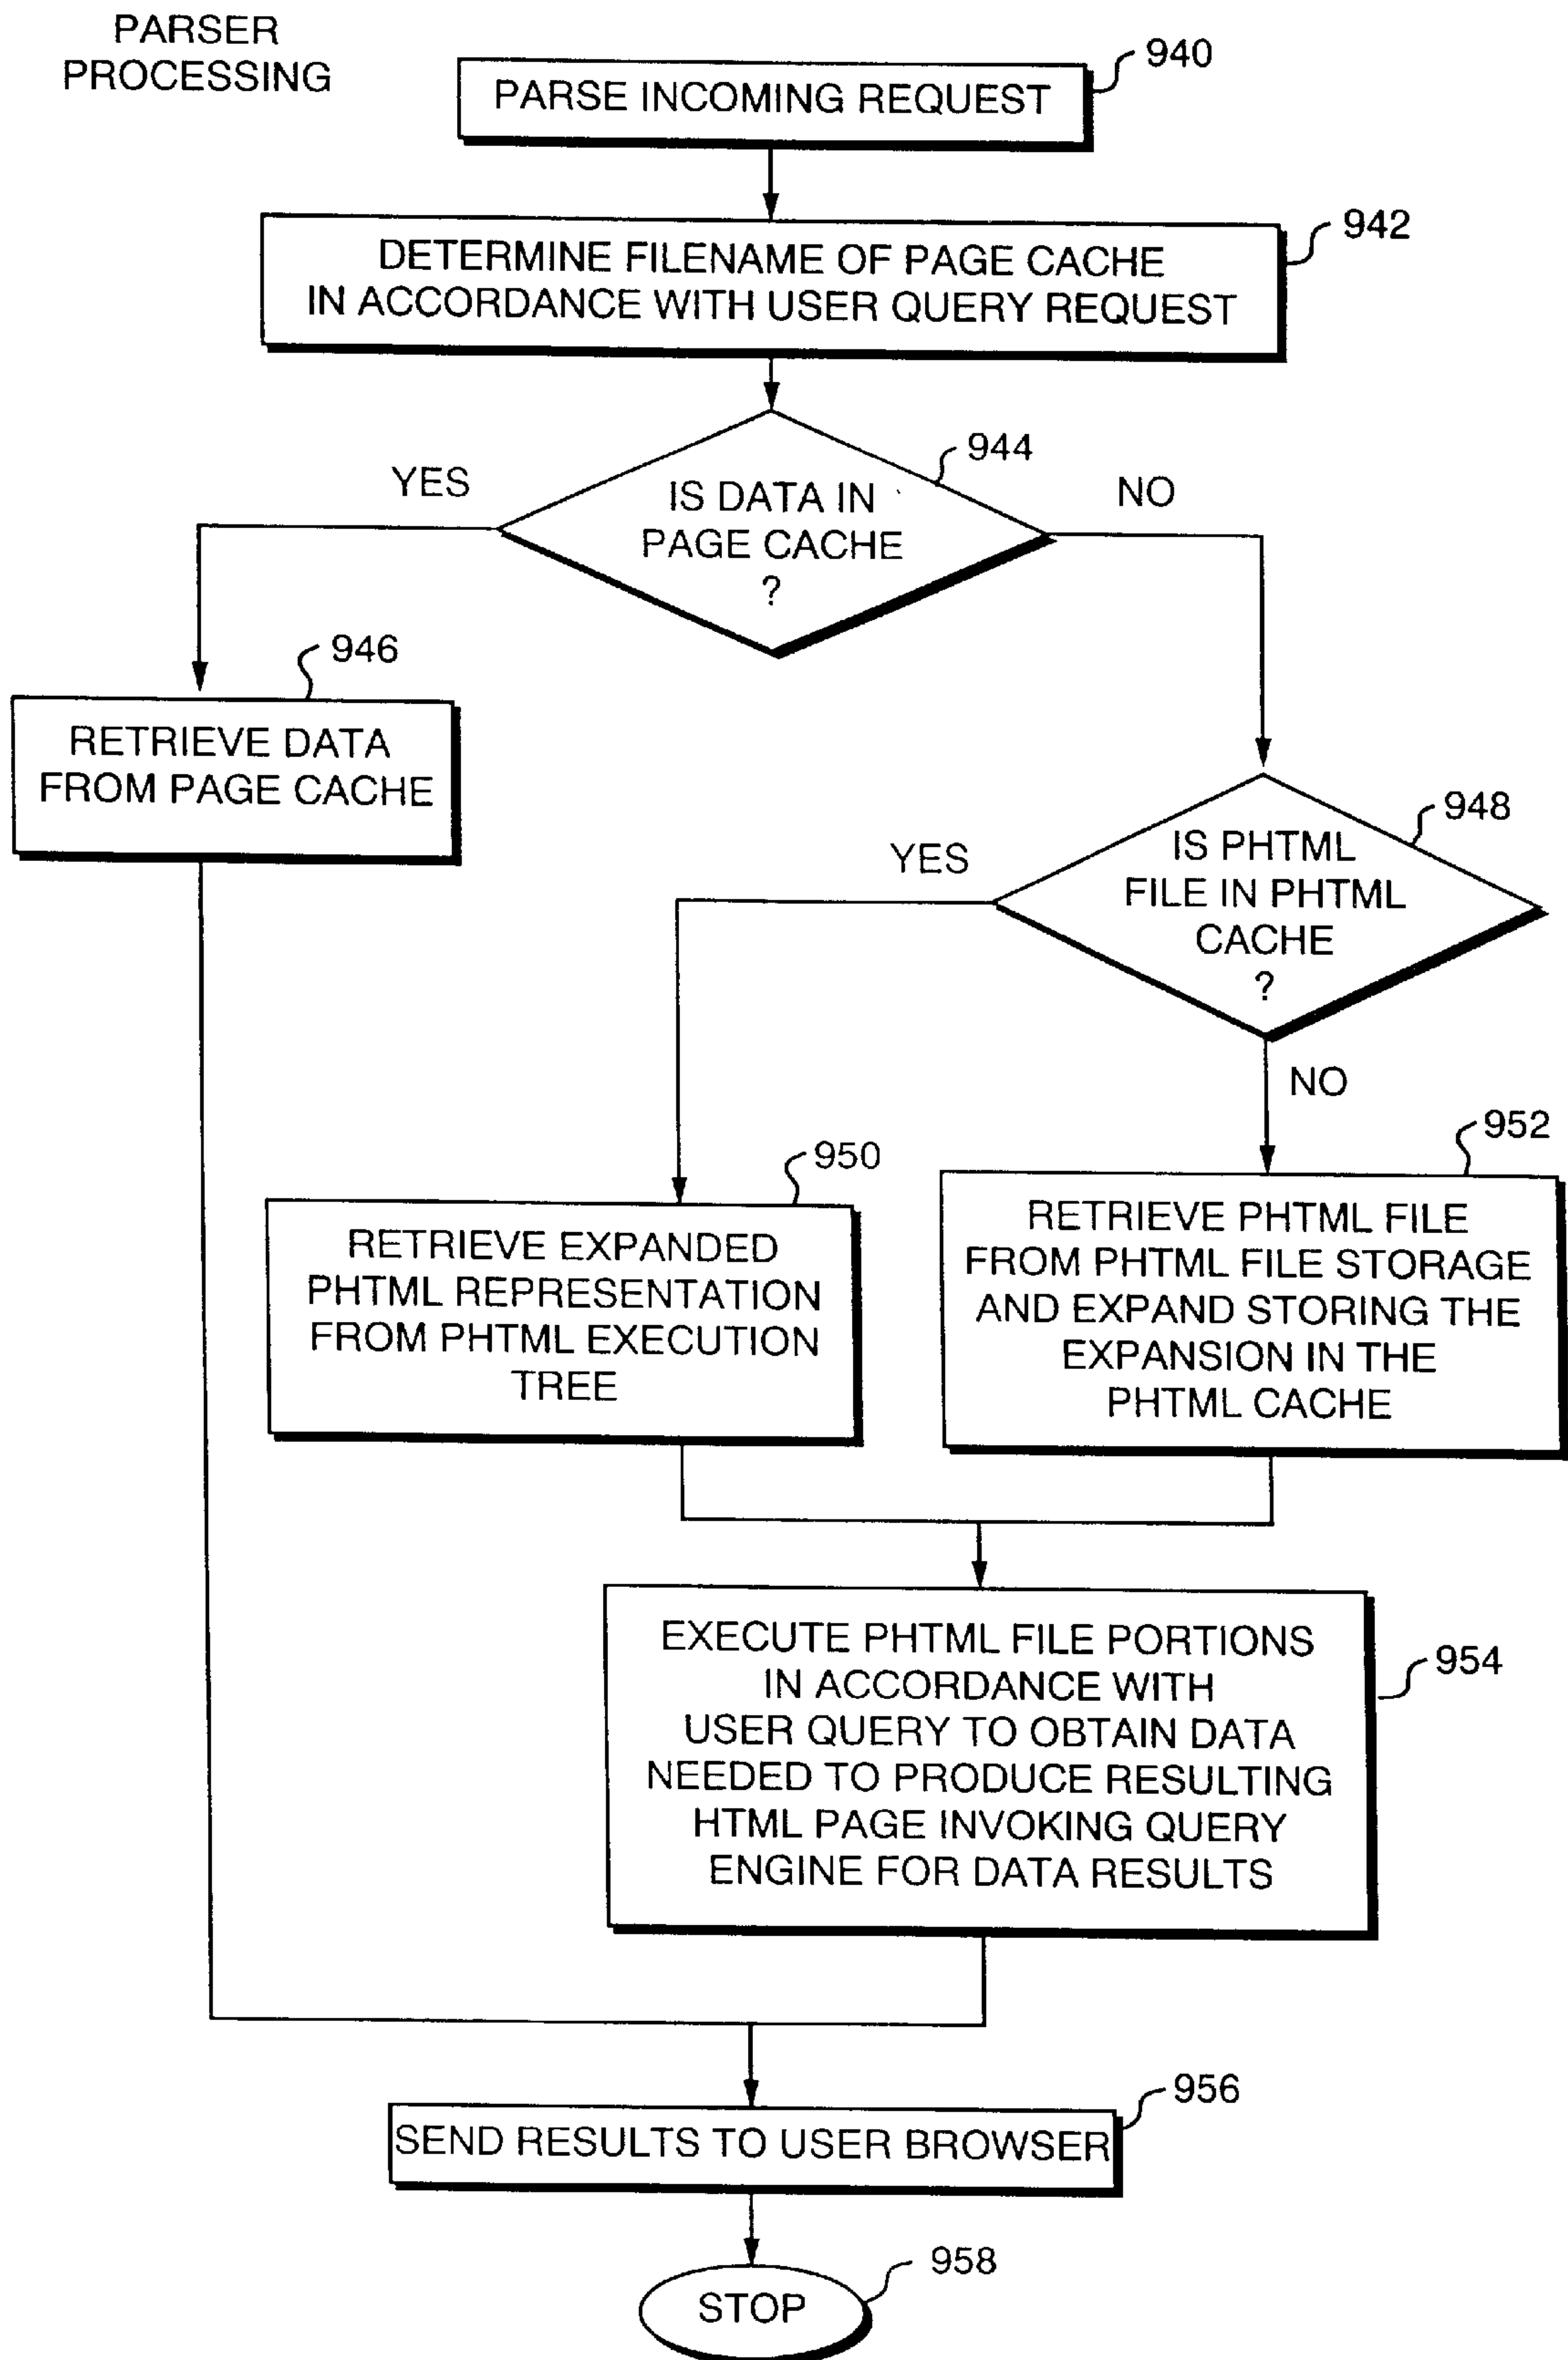 PARSER
PROCESSING
940
PARSE INCOMING REQUEST
942
DETERMINE FILENAME OF PAGE CACHE
IN ACCORDANCE WITH USER QUERY REQUEST
944
YES
NO
IS DATA IN
PAGE CACHE
?
946
RETRIEVE DATA
FROM PAGE CACHE
948
YES
IS PHTML
FILE IN PHTML
CACHE
?
NO
950
952
RETRIEVE EXPANDED
PHTML REPRESENTATION
FROM PHTML EXECUTION
TREE
RETRIEVE PHTML FILE
FROM PHTML FILE STORAGE
AND EXPAND STORING THE
EXPANSION IN THE
PHTML CACHE
954
EXECUTE PHTML FILE PORTIONS
IN ACCORDANCE WITH
USER QUERY TO OBTAIN DATA
NEEDED TO PRODUCE RESULTING
HTML PAGE INVOKING QUERY
ENGINE FOR DATA RESULTS
956
SEND RESULTS TO USER BROWSER
958
STOP